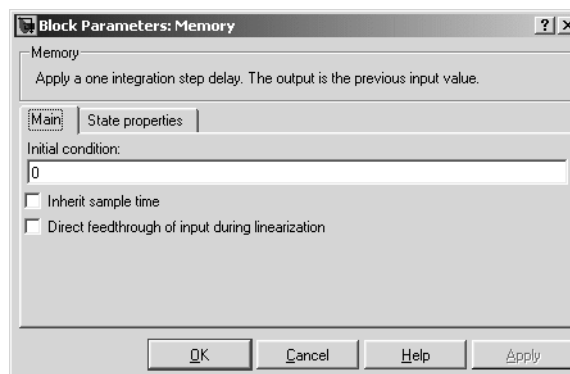 Block Parameters: Memory
Memory
Apply a one integration step delay. The output is the previous input value.
Main State properties
Initial condition:
0
Inherit sample time
Direct feedthrough of input during linearization
OK Cancel Help Apply